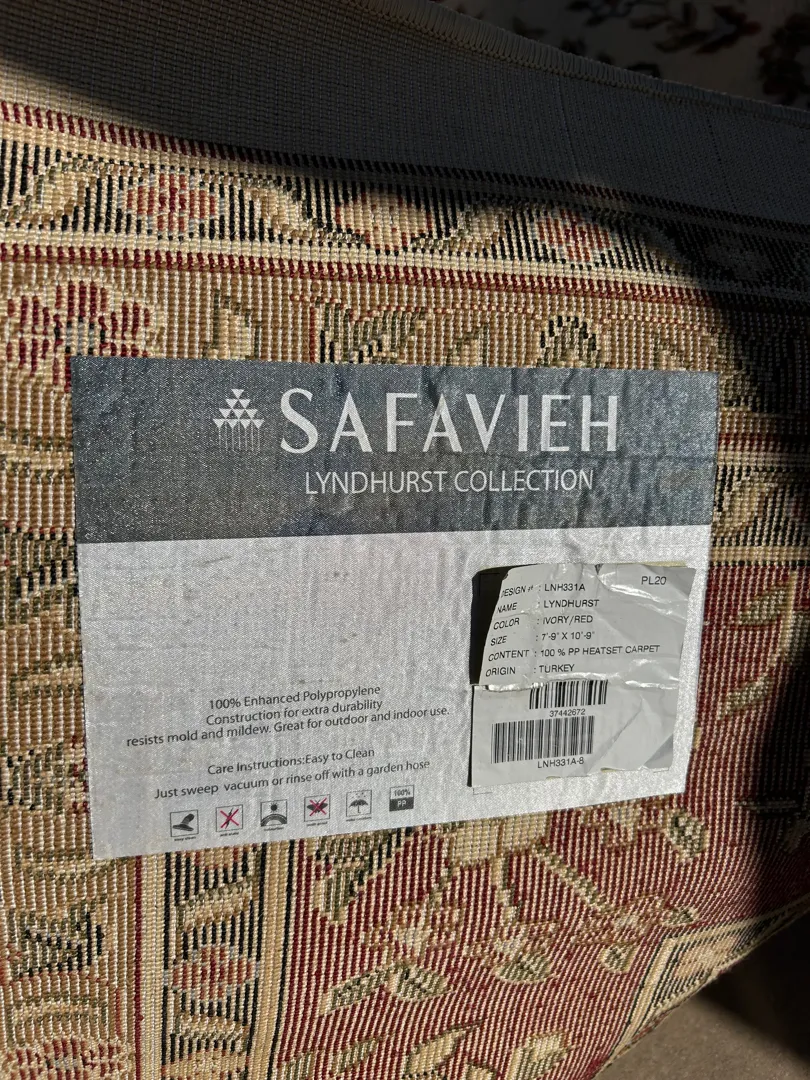 SAFAVIEH
LYNDHURST COLLECTION
DESIGN # : LNH331A PL20
NAME : LYNDHURST
COLOR : IVORY/RED
SIZE : 7'-9" X 10'-9"
CONTENT : 100 % PP HEATSET CARPET
ORIGIN : TURKEY
37442672
LNH331A-8
100% Enhanced Polypropylene
Construction for extra durability
resists mold and mildew. Great for outdoor and indoor use.
Care Instructions:Easy to Clean
Just sweep vacuum or rinse off with a garden hose
100%
PP